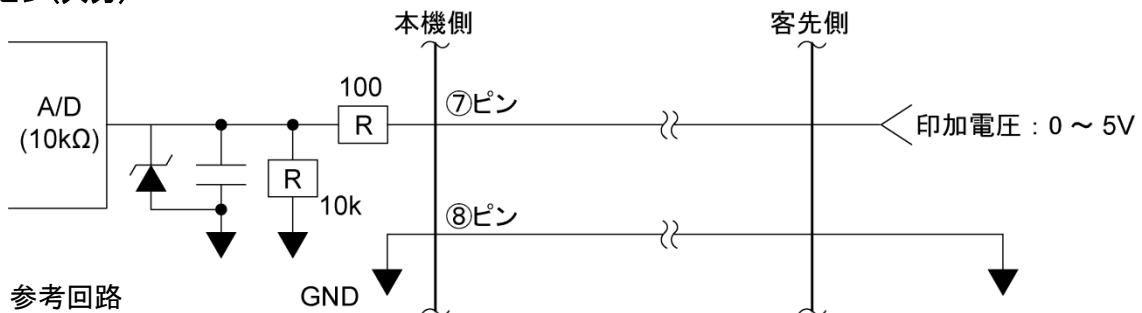 本機側
客先側
A/D
(10kΩ)
100
R
⑦ピン
印加電圧：0 ～ 5V
R
10k
⑧ピン
参考回路
GND